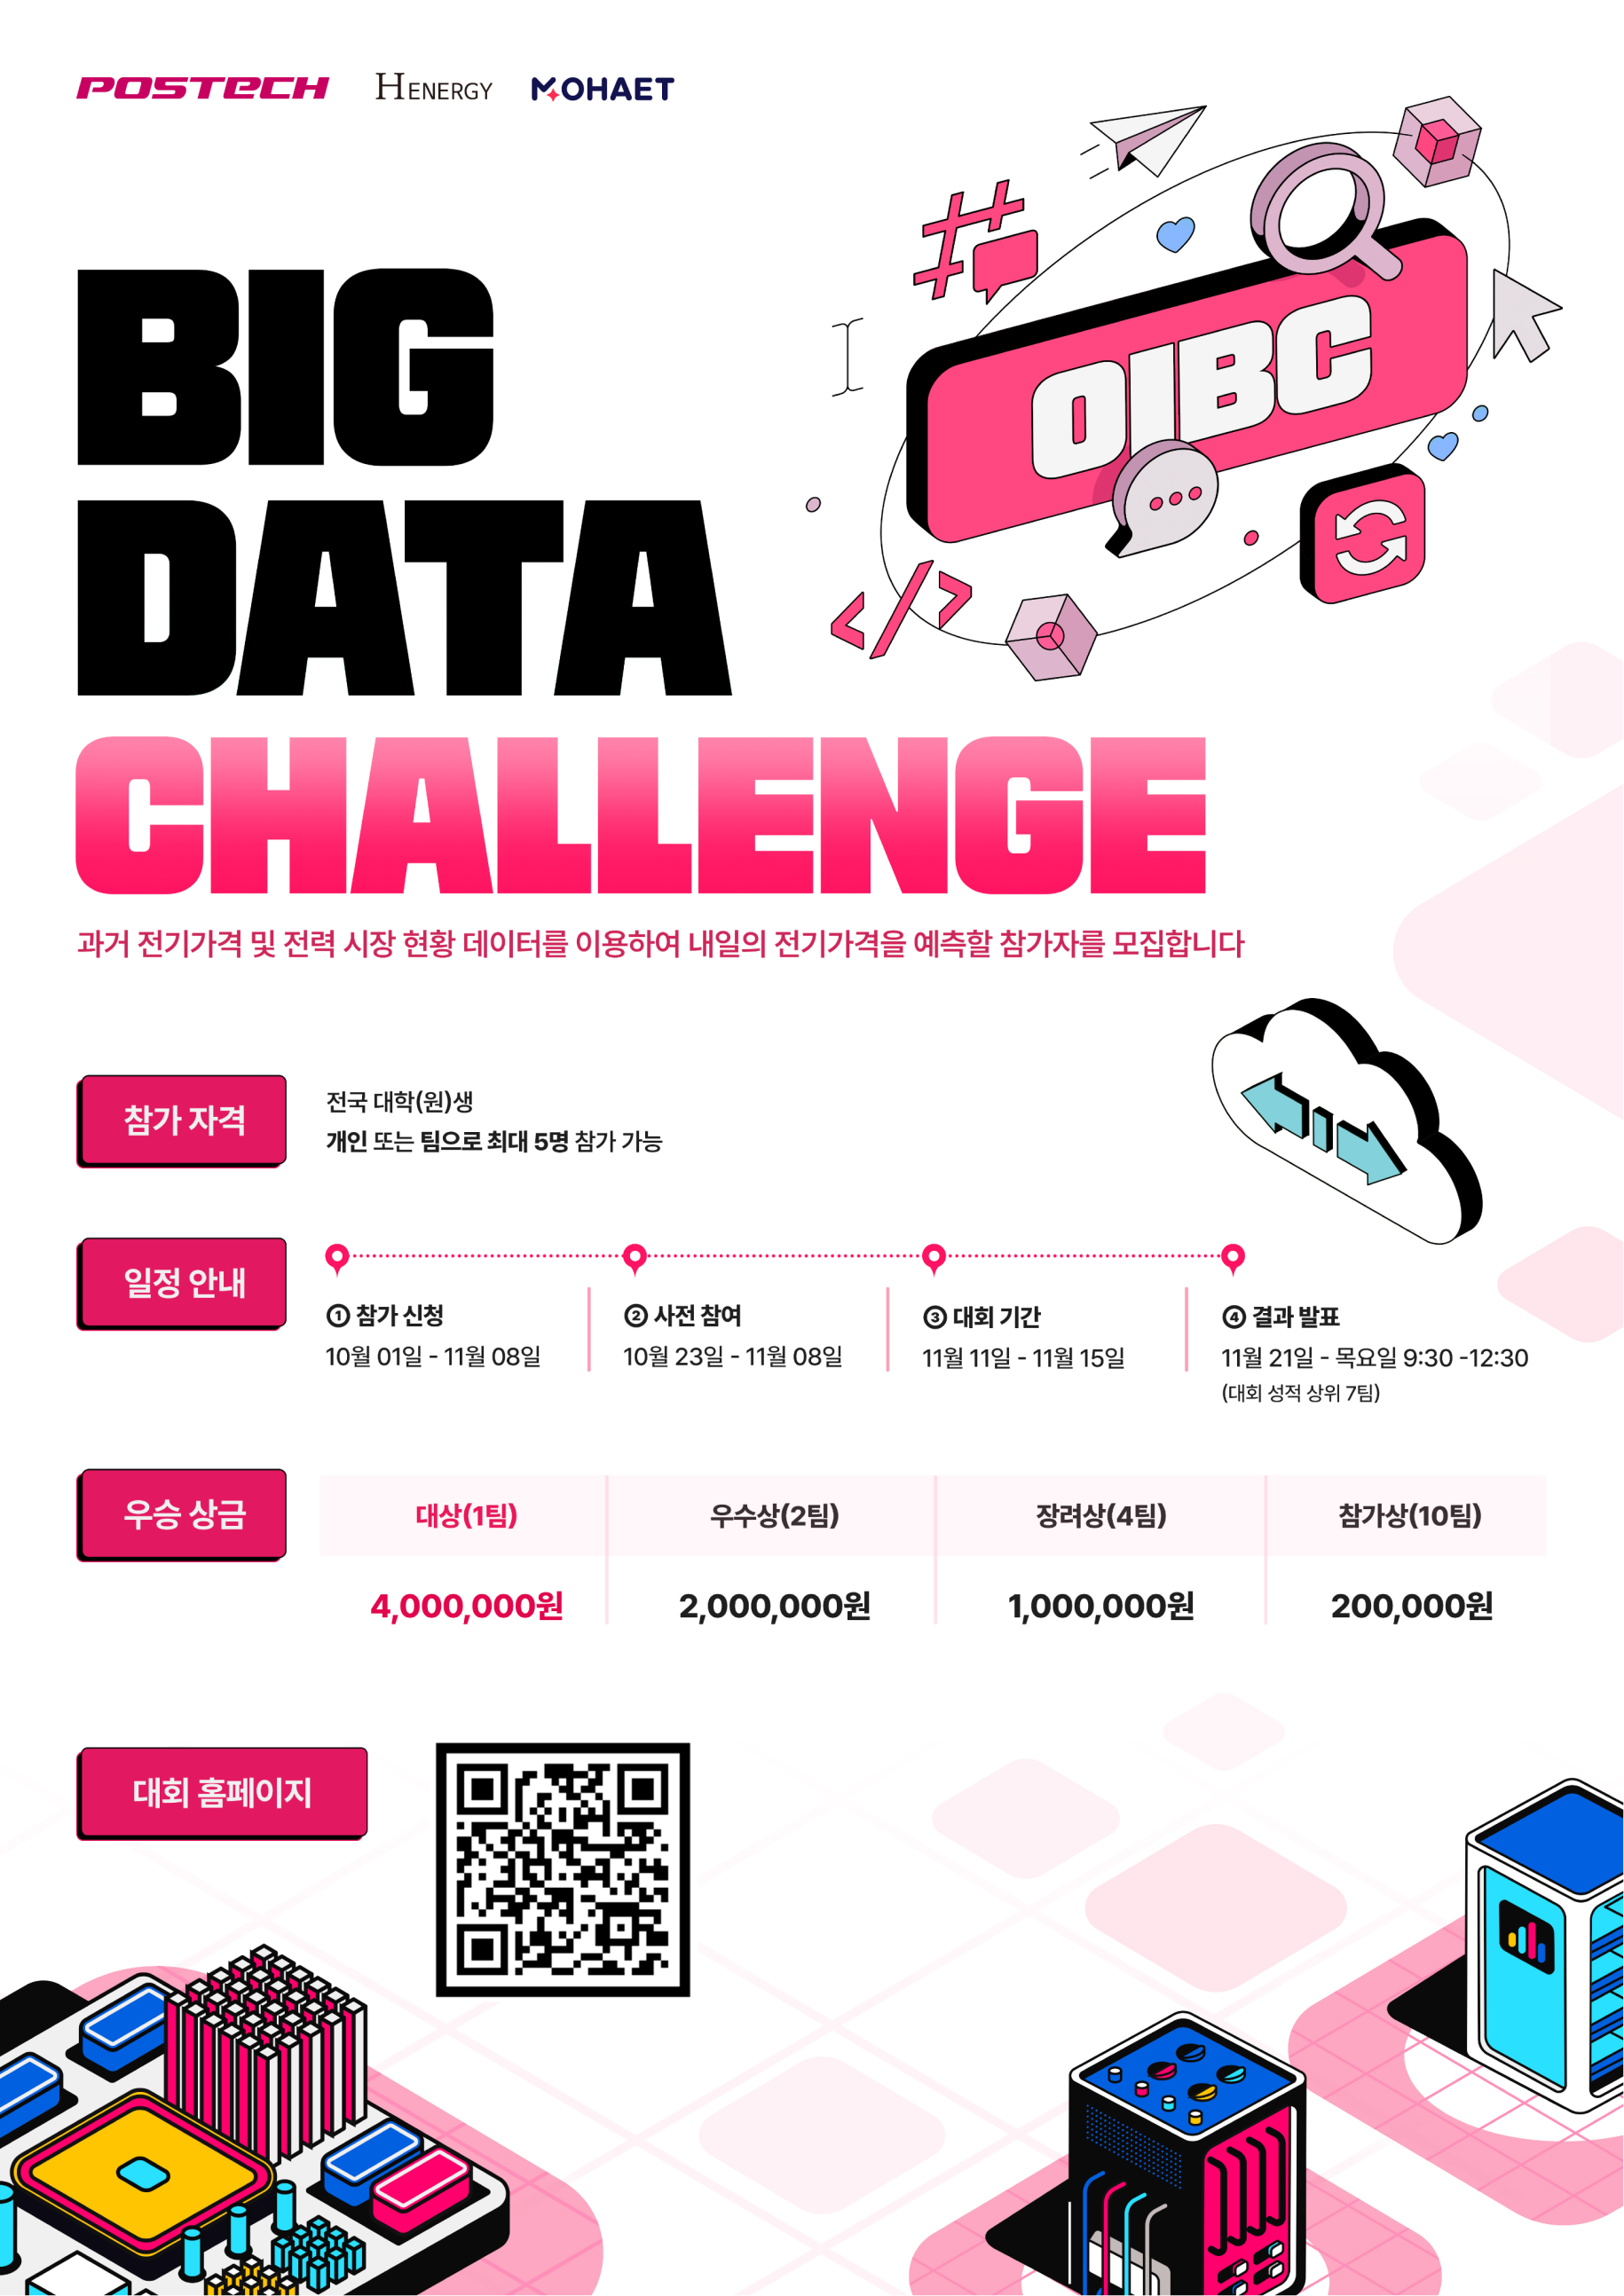 POSTECH HENERGY MOHAET
OIBC
BIG
DATA
CHALLENGE
과거 전기가격 및 전력 시장 현황 데이터를 이용하여 내일의 전기가격을 예측할 참가자를 모집합니다
참가 자격
전국 대학(원)생
개인 또는 팀으로 최대 5명 참가 가능
일정 안내
① 참가 신청
10월 01일 - 11월 08일
② 사전 참여
10월 23일 - 11월 08일
③ 대회 기간
11월 11일 - 11월 15일
④ 결과 발표
11월 21일 - 목요일 9:30 -12:30
(대회 성적 상위 7팀)
우승 상금
대상(1팀) 우수상(2팀) 장려상(4팀) 참가상(10팀)
4,000,000원 2,000,000원 1,000,000원 200,000원
대회 홈페이지